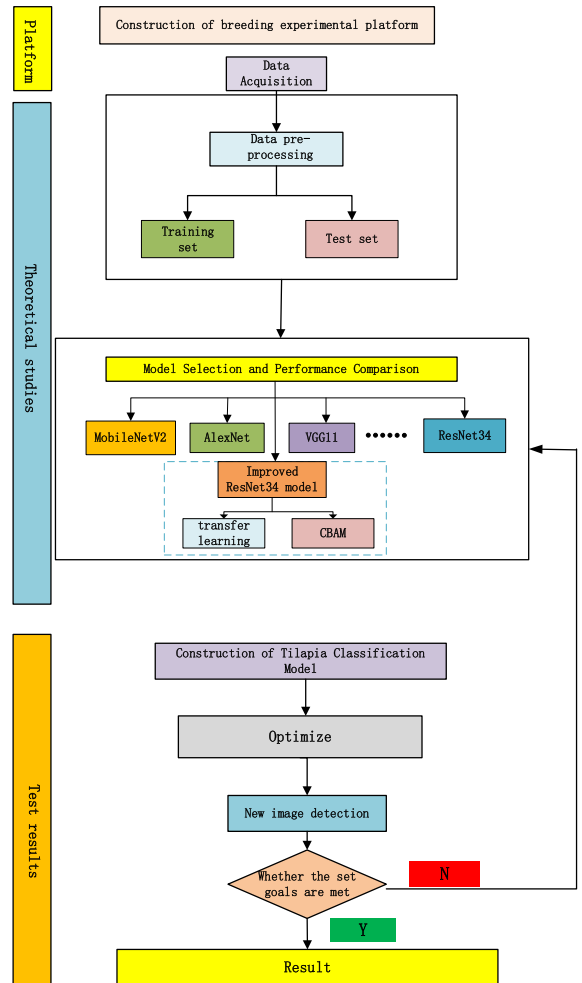 Platform
Construction of breeding experimental platform
Data
Acquisition
Theoretical studies
Data pre-
processing
Training
set
Test set
Model Selection and Performance Comparison
MobileNetV2
AlexNet
VGG11
••••••
ResNet34
Improved
ResNet34 model
transfer
learning
CBAM
Test results
Construction of Tilapia Classification
Model
Optimize
New image detection
Whether the set
goals are met
N
Y
Result